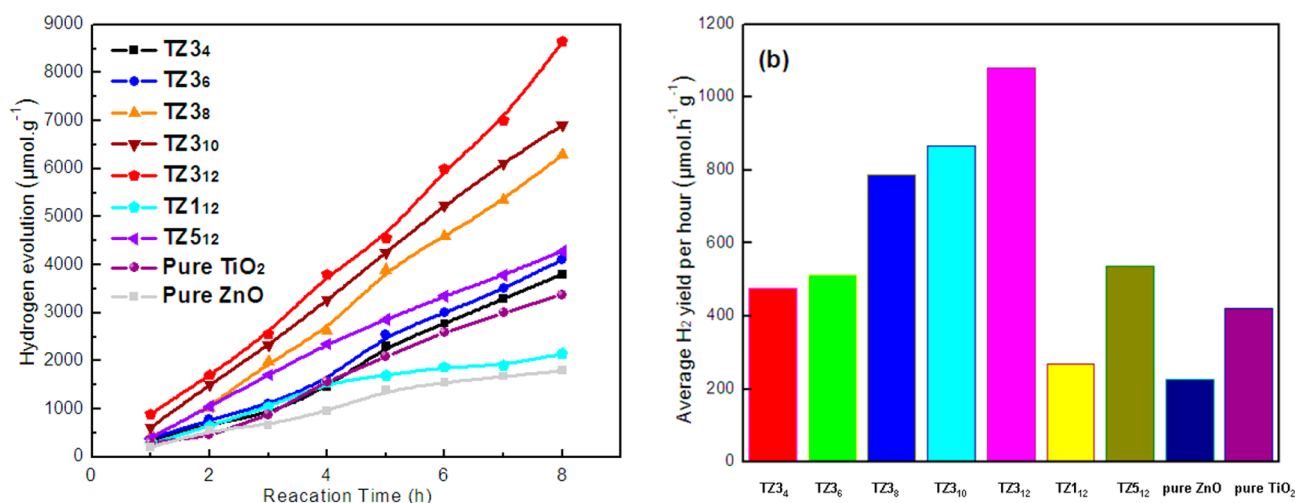 Hydrogen evolution (µmol.g⁻¹)
9000
8000
7000
6000
5000
4000
3000
2000
1000
0
TZ3₄
TZ3₆
TZ3₈
TZ3₁₀
TZ3₁₂
TZ1₁₂
TZ5₁₂
Pure TiO₂
Pure ZnO
0 2 4 6 8
Reacation Time (h)
(b)
Average H₂ yield per hour (µmol.h⁻¹g⁻¹)
1200
1000
800
600
400
200
0
TZ3₄ TZ3₆ TZ3₈ TZ3₁₀ TZ3₁₂ TZ1₁₂ TZ5₁₂ pure ZnO pure TiO₂